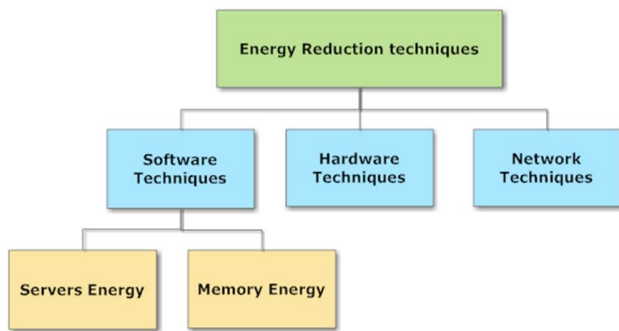 Energy Reduction techniques
Software
Techniques
Hardware
Techniques
Network
Techniques
Servers Energy
Memory Energy